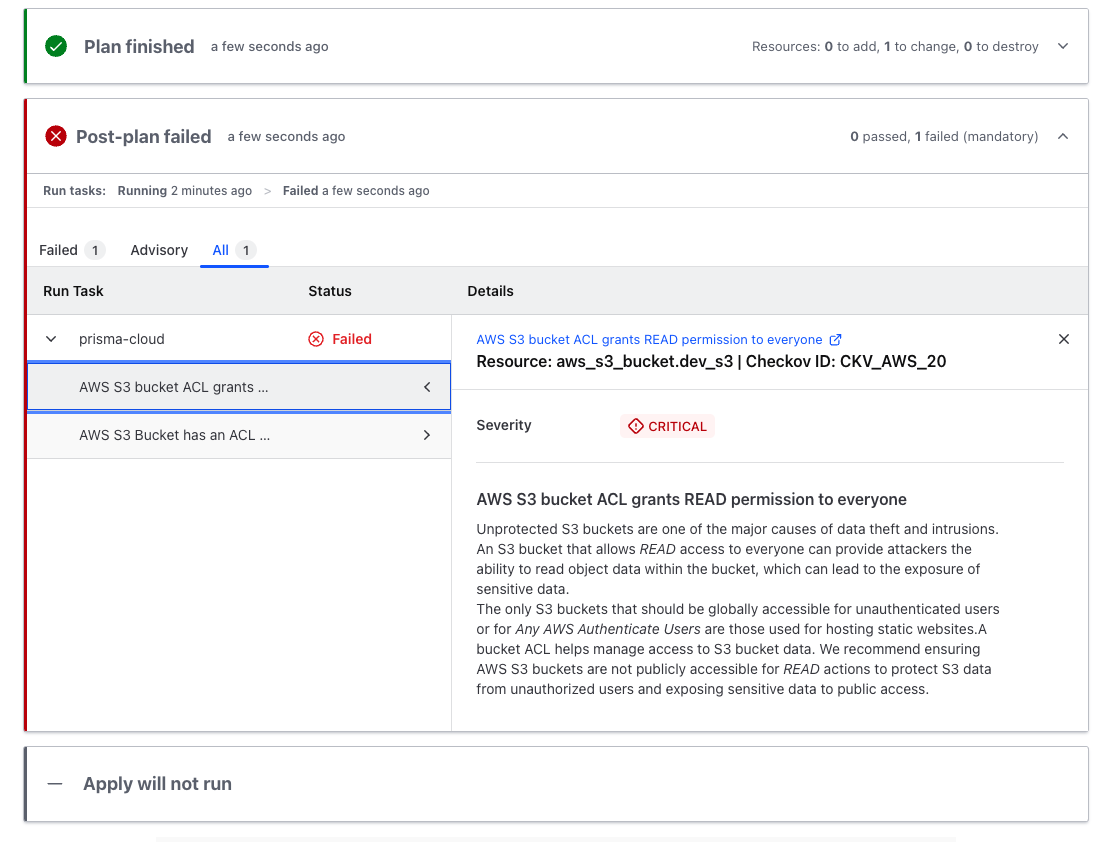 Plan finished a few seconds ago Resources: 0 to add, 1 to change, 0 to destroy
Post-plan failed a few seconds ago 0 passed, 1 failed (mandatory)
Run tasks: Running 2 minutes ago > Failed a few seconds ago
Failed 1 Advisory All 1
Run Task Status Details
prisma-cloud Failed
AWS S3 bucket ACL grants ...
AWS S3 Bucket has an ACL ...
AWS S3 bucket ACL grants READ permission to everyone
Resource: aws_s3_bucket.dev_s3 | Checkov ID: CKV_AWS_20
Severity CRITICAL
AWS S3 bucket ACL grants READ permission to everyone
Unprotected S3 buckets are one of the major causes of data theft and intrusions.
An S3 bucket that allows READ access to everyone can provide attackers the
ability to read object data within the bucket, which can lead to the exposure of
sensitive data.
The only S3 buckets that should be globally accessible for unauthenticated users
or for Any AWS Authenticate Users are those used for hosting static websites.A
bucket ACL helps manage access to S3 bucket data. We recommend ensuring
AWS S3 buckets are not publicly accessible for READ actions to protect S3 data
from unauthorized users and exposing sensitive data to public access.
Apply will not run